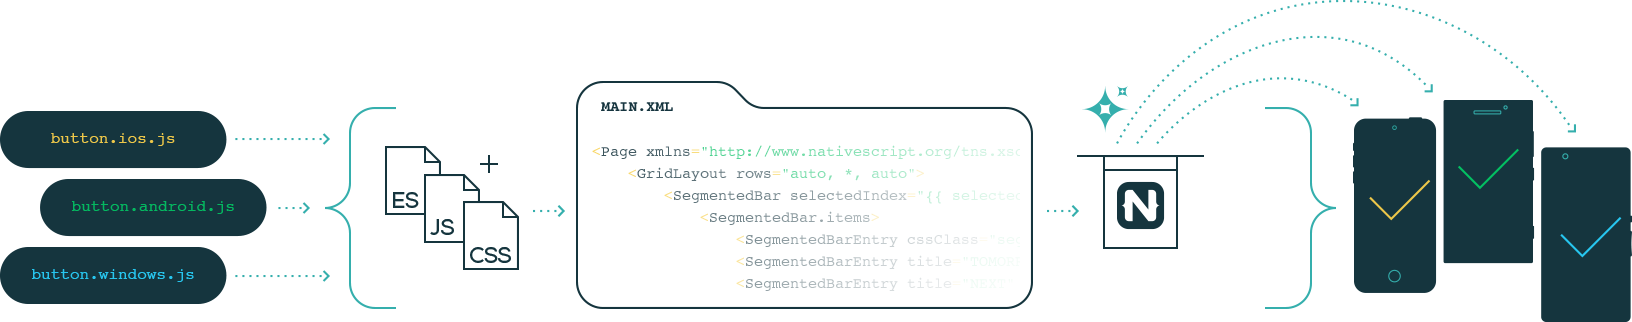 button.ios.js
button.android.js
button.windows.js
ES
JS
CSS
MAIN.XML
<Page xmlns="http://www.nativescript.org/tns.xsd
<GridLayout rows="auto, *, auto">
<SegmentedBar selectedIndex="{{ selected
<SegmentedBar.items>
<SegmentedBarEntry cssClass=
<SegmentedBarEntry title=
<SegmentedBarEntry title=
N